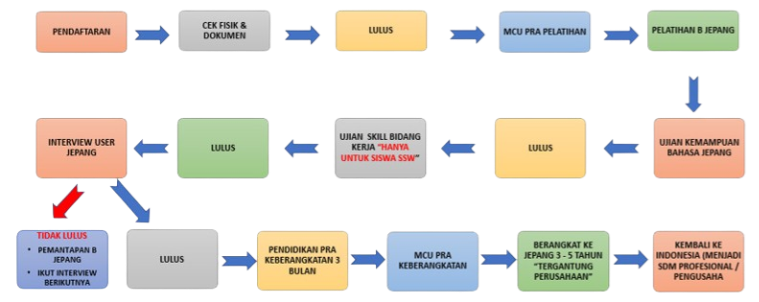 PENDAFTARAN
CEK FISIK &
DOKUMEN
LULUS
MCU PRA PELATIHAN
PELATIHAN B JEPANG
UJIAN KEMAMPUAN
BAHASA JEPANG
LULUS
UJIAN SKILL BIDANG
KERJA "HANYA
UNTUK SISWA SSW"
LULUS
INTERVIEW USER
JEPANG
TIDAK LULUS
• PEMANTAPAN B
JEPANG
• IKUT INTERVIEW
BERIKUTNYA
LULUS
PENDIDIKAN PRA
KEBERANGKATAN 3
BULAN
MCU PRA
KEBERANGKATAN
BERANGKAT KE
JEPANG 3 - 5 TAHUN
"TERGANTUNG
PERUSAHAAN"
KEMBALI KE
INDONESIA (MENJADI
SDM PROFESIONAL /
PENGUSAHA